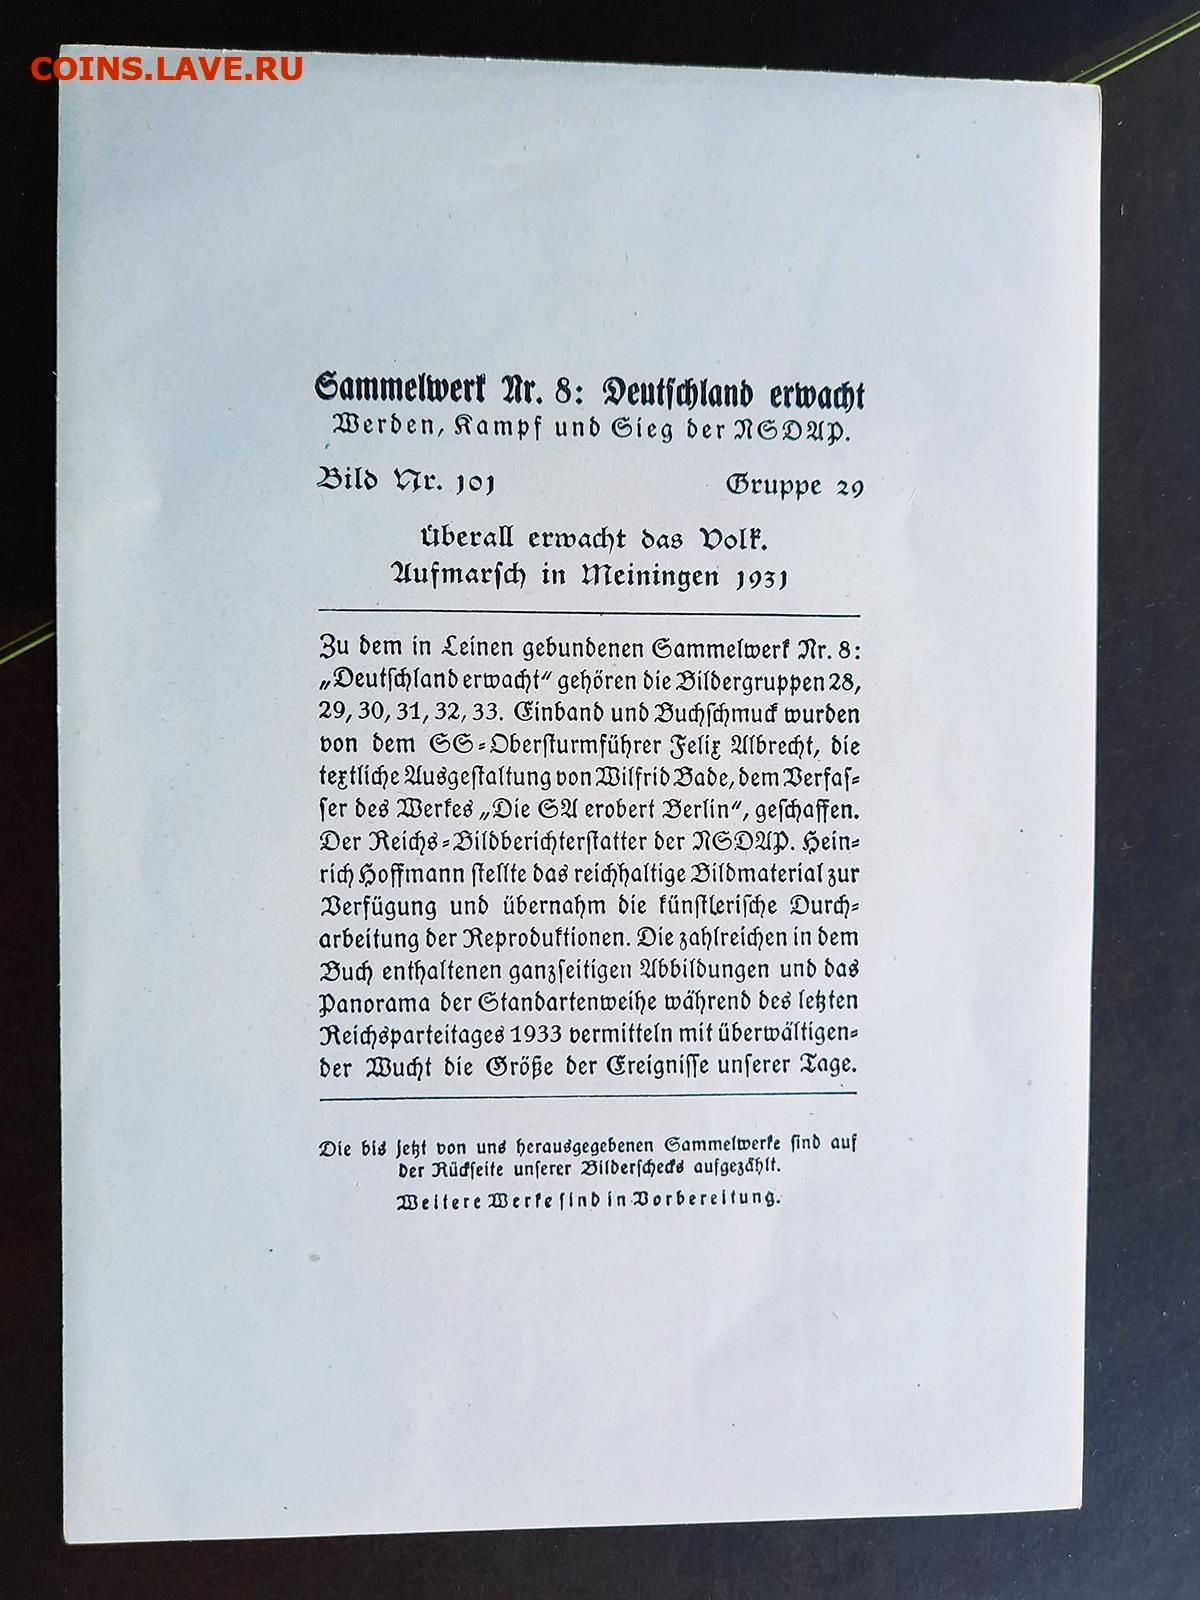 COINS.LAVE.RU
Sammelwerk Nr. 8: Deutschland erwacht
Werden, Kampf und Sieg der NSDAP.
Bild Nr. 101 Gruppe 29
Überall erwacht das Volk.
Aufmarsch in Meiningen 1931
Zu dem in Leinen gebundenen Sammelwerk Nr. 8:
„Deutschland erwacht“ gehören die Bildergruppen 28,
29, 30, 31, 32, 33. Einband und Buchschmuck wurden
von dem SS-Obersturmführer Felix Albrecht, die
textliche Ausgestaltung von Wilfrid Bade, dem Verfas-
ser des Werkes „Die SA erobert Berlin“, geschaffen.
Der Reichs-Bildberichterstatter der NSDAP. Hein-
rich Hoffmann stellte das reichhaltige Bildmaterial zur
Verfügung und übernahm die künstlerische Durch-
arbeitung der Reproduktionen. Die zahlreichen in dem
Buch enthaltenen ganzseitigen Abbildungen und das
Panorama der Standartenweihe während des letzten
Reichsparteitages 1933 vermitteln mit überwältigen-
der Wucht die Größe der Ereignisse unserer Tage.
Die bis jetzt von uns herausgegebenen Sammelwerke sind auf
der Rückseite unserer Bilderschecks aufgezählt.
Weitere Werke sind in Vorbereitung.